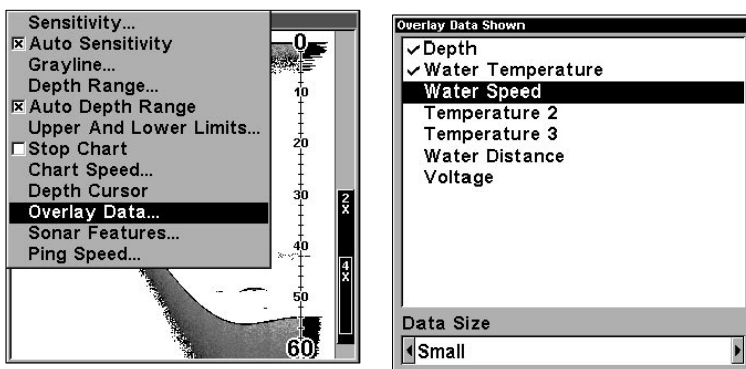 Sensitivity...
Auto Sensitivity
Grayline...
Depth Range...
Auto Depth Range
Upper And Lower Limits...
Stop Chart
Chart Speed...
Depth Cursor
Overlay Data...
Sonar Features...
Ping Speed...
0
10
20
30
40
50
60
2X
4X
Overlay Data Shown
Depth
Water Temperature
Water Speed
Temperature 2
Temperature 3
Water Distance
Voltage
Data Size
Small